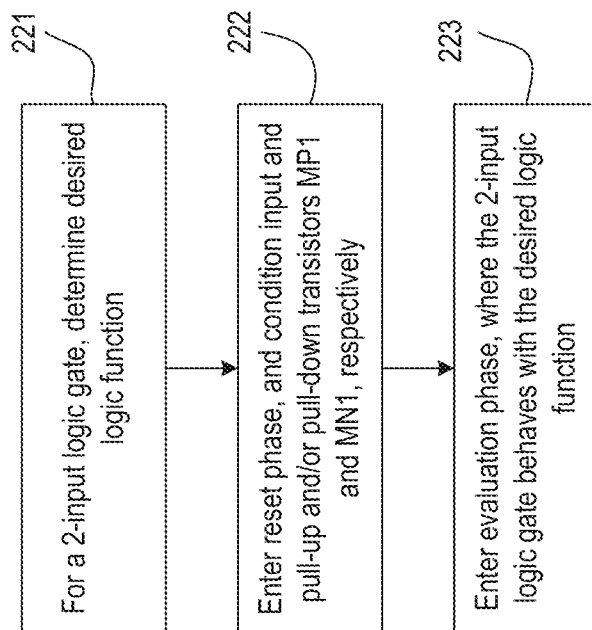 221
For a 2-input logic gate, determine desired
logic function
222
Enter reset phase, and condition input and
pull-up and/or pull-down transistors MP1
and MN1, respectively
223
Enter evaluation phase, where the 2-input
logic gate behaves with the desired logic
function